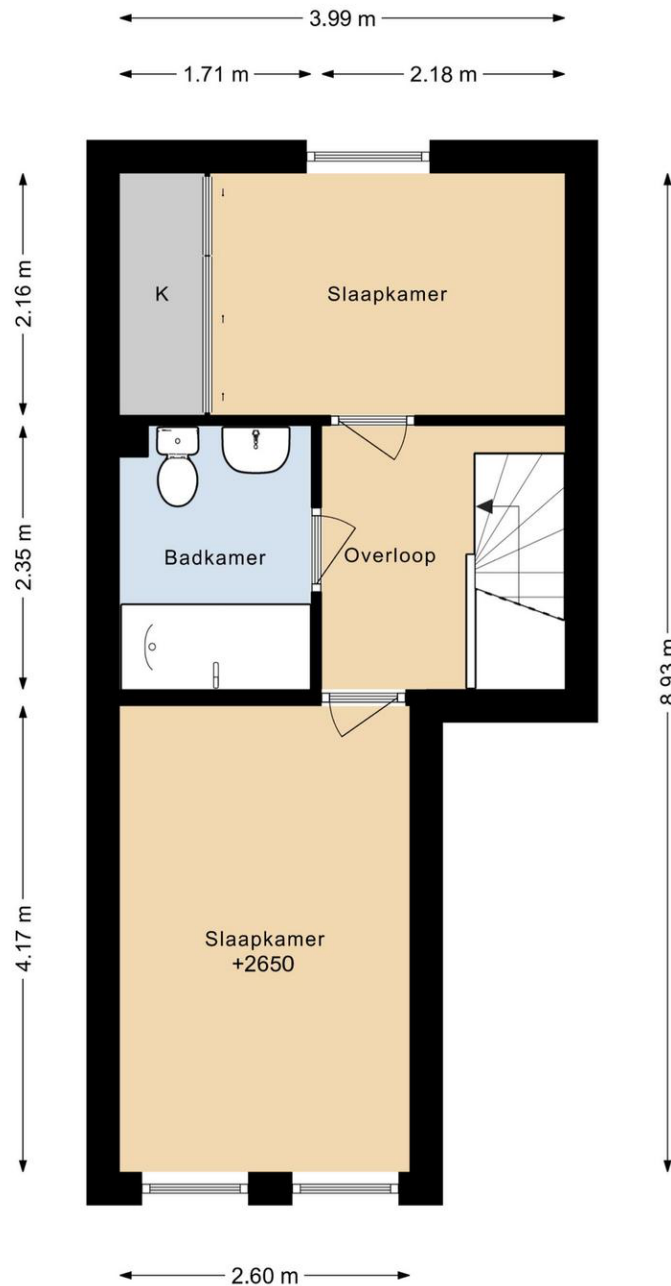 3.99 m
1.71 m
2.18 m
2.16 m
K
Slaapkamer
2.35 m
Badkamer
Overloop
8.93 m
4.17 m
Slaapkamer
+2650
2.60 m